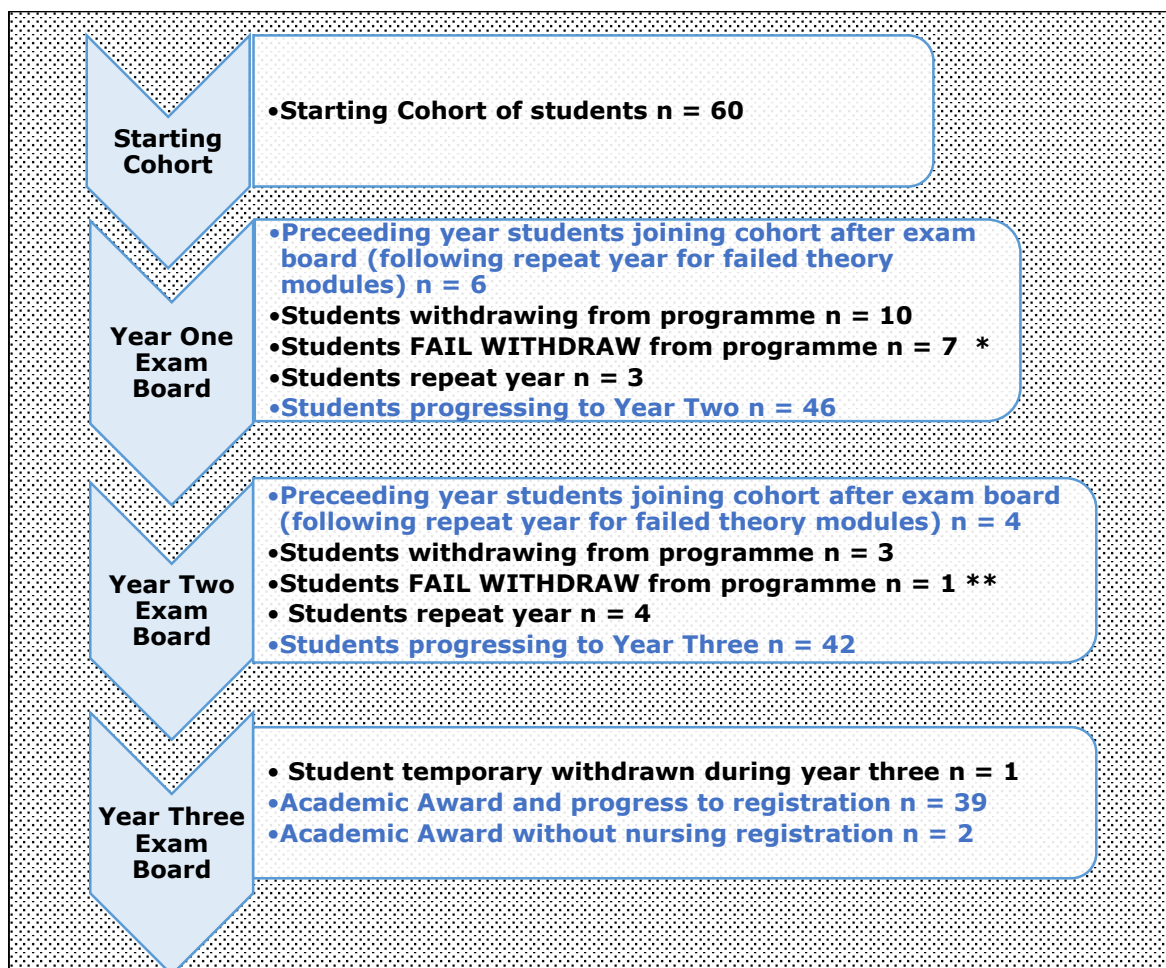 Starting
Cohort
•Starting Cohort of students n = 60
Year One
Exam
Board
•Preceeding year students joining cohort after exam
board (following repeat year for failed theory
modules) n = 6
•Students withdrawing from programme n = 10
•Students FAIL WITHDRAW from programme n = 7 *
•Students repeat year n = 3
•Students progressing to Year Two n = 46
Year Two
Exam
Board
•Preceeding year students joining cohort after exam board
(following repeat year for failed theory modules) n = 4
•Students withdrawing from programme n = 3
•Students FAIL WITHDRAW from programme n = 1 **
• Students repeat year n = 4
•Students progressing to Year Three n = 42
Year Three
Exam
Board
• Student temporary withdrawn during year three n = 1
•Academic Award and progress to registration n = 39
•Academic Award without nursing registration n = 2